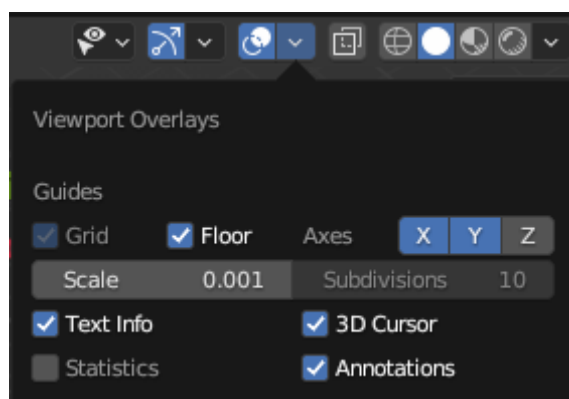 Viewport Overlays
Guides
Grid Floor Axes X Y Z
Scale 0.001 Subdivisions 10
Text Info 3D Cursor
Statistics Annotations